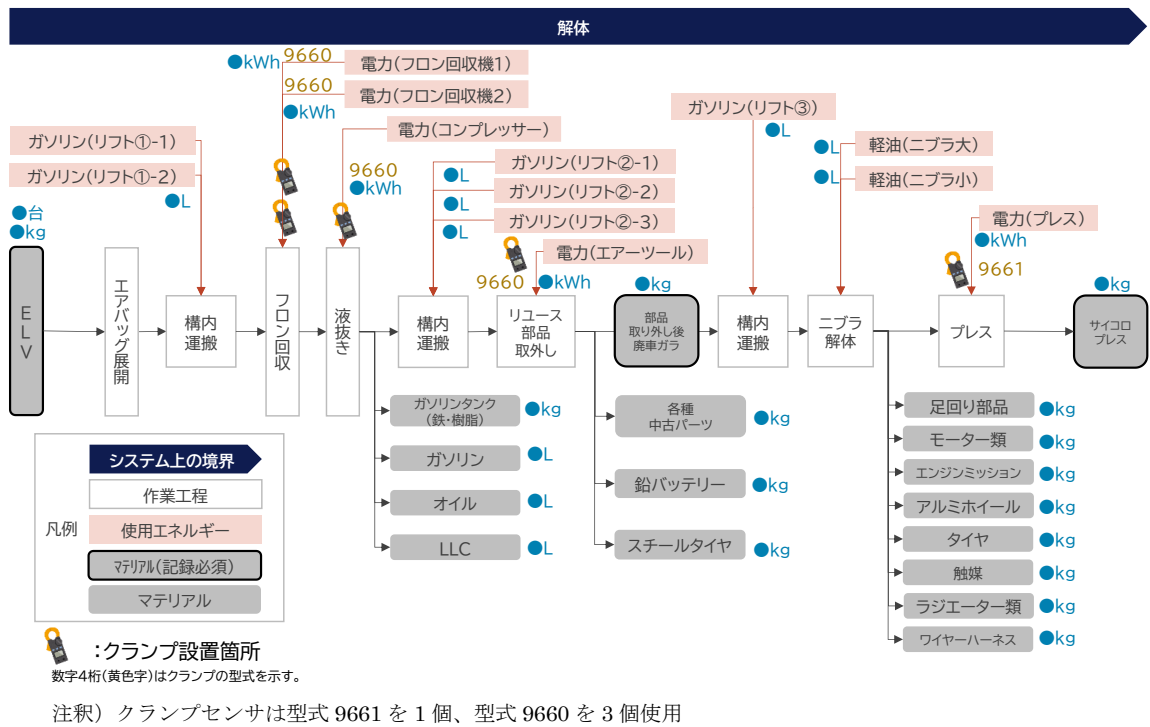 解体
●kWh 9660
電力(フロン回収機1)
9660
電力(フロン回収機2)
●kWh
電力(コンプレッサー)
9660
●kWh
ガソリン(リフト①-1)
ガソリン(リフト①-2)
●L
ガソリン(リフト②-1)
●L
ガソリン(リフト②-2)
●L
ガソリン(リフト②-3)
●L
電力(エアーツール)
9660 ●kWh
ガソリン(リフト③)
●L
軽油(ニブラ大)
●L
軽油(ニブラ小)
●L
電力(プレス)
●kWh
9661
●台
●kg
ELV
エアバッグ展開
構内
運搬
フロン回収
液抜き
構内
運搬
リユース
部品
取外し
●kg
部品
取り外し後
廃車ガラ
構内
運搬
ニブラ
解体
プレス
●kg
サイコロ
プレス
ガソリンタンク
(鉄・樹脂)
●kg
ガソリン
●L
オイル
●L
LLC
●L
各種
中古パーツ
●kg
鉛バッテリー
●kg
スチールタイヤ
●kg
足回り部品
●kg
モーター類
●kg
エンジンミッション
●kg
アルミホイール
●kg
タイヤ
●kg
触媒
●kg
ラジエーター類
●kg
ワイヤーハーネス
●kg
凡例
システム上の境界
作業工程
使用エネルギー
マテリアル(記録必須)
マテリアル
:クランプ設置箇所
数字4桁(黄色字)はクランプの型式を示す。
注釈）クランプセンサは型式 9661 を 1 個、型式 9660 を 3 個使用